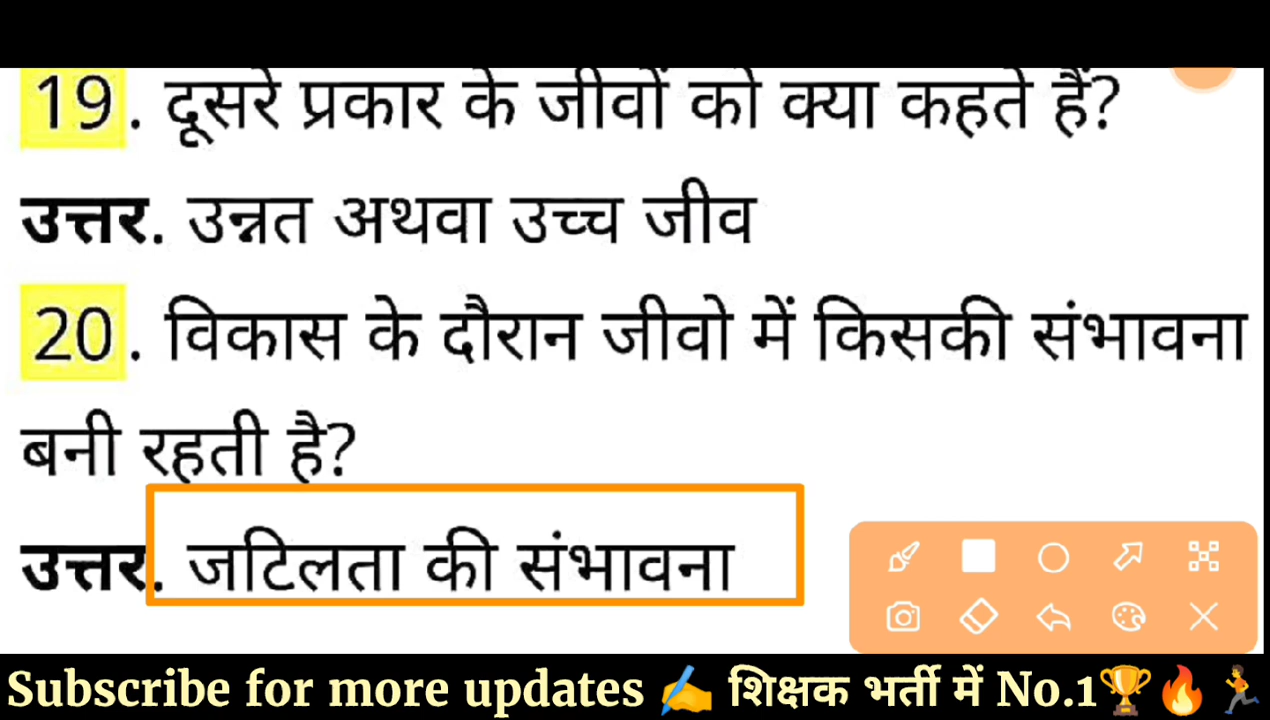 19. दूसरे प्रकार के जीवों को क्या कहते हैं?
उत्तर. उन्नत अथवा उच्च जीव
20. विकास के दौरान जीवो में किसकी संभावना
बनी रहती है?
उत्तर. जटिलता की संभावना
Subscribe for more updates ✍️ शिक्षक भर्ती में No.1🏆🔥🏃